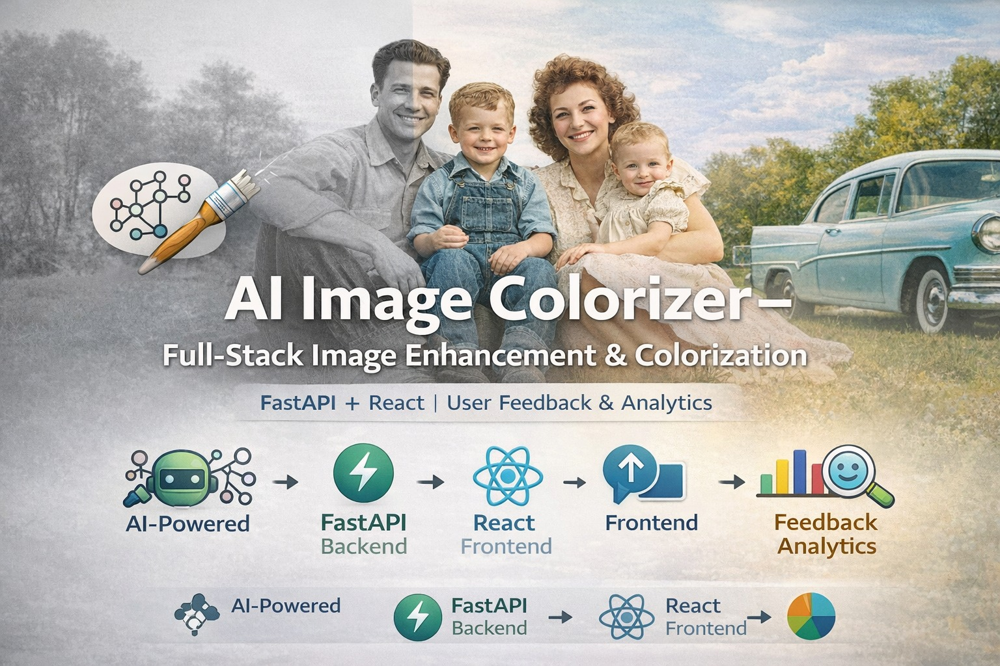 AI Image Colorizer–
Full-Stack Image Enhancement & Colorization
FastAPI + React | User Feedback & Analytics
AI-Powered
FastAPI
Backend
React
Frontend
Frontend
Feedback
Analytics
AI-Powered
FastAPI
Backend
React
Frontend